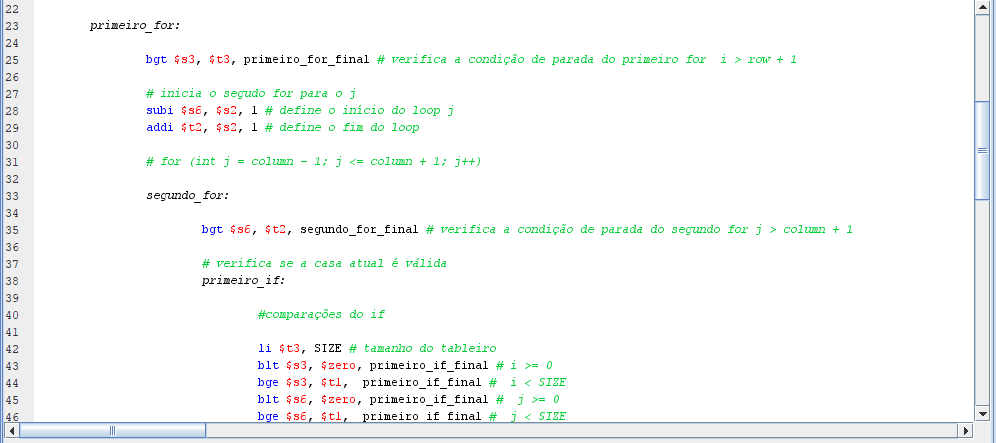 22
23 primeiro_for:
24
25 bgt $s3, $t3, primeiro_for_final # verifica a condição de parada do primeiro for i > row + 1
26
27 # inicia o segudo for para o j
28 subi $s6, $s2, 1 # define o início do loop j
29 addi $t2, $s2, 1 # define o fim do loop
30
31 # for (int j = column - 1; j <= column + 1; j++)
32
33 segundo_for:
34
35 bgt $s6, $t2, segundo_for_final # verifica a condição de parada do segundo for j > column + 1
36
37 # verifica se a casa atual é válida
38 primeiro_if:
39
40 #comparações do if
41
42 li $t3, SIZE # tamanho do tableiro
43 blt $s3, $zero, primeiro_if_final # i >= 0
44 bge $s3, $t1, primeiro_if_final # i < SIZE
45 blt $s6, $zero, primeiro_if_final # j >= 0
46 bge $s6, $t1, primeiro_if_final # j < SIZE